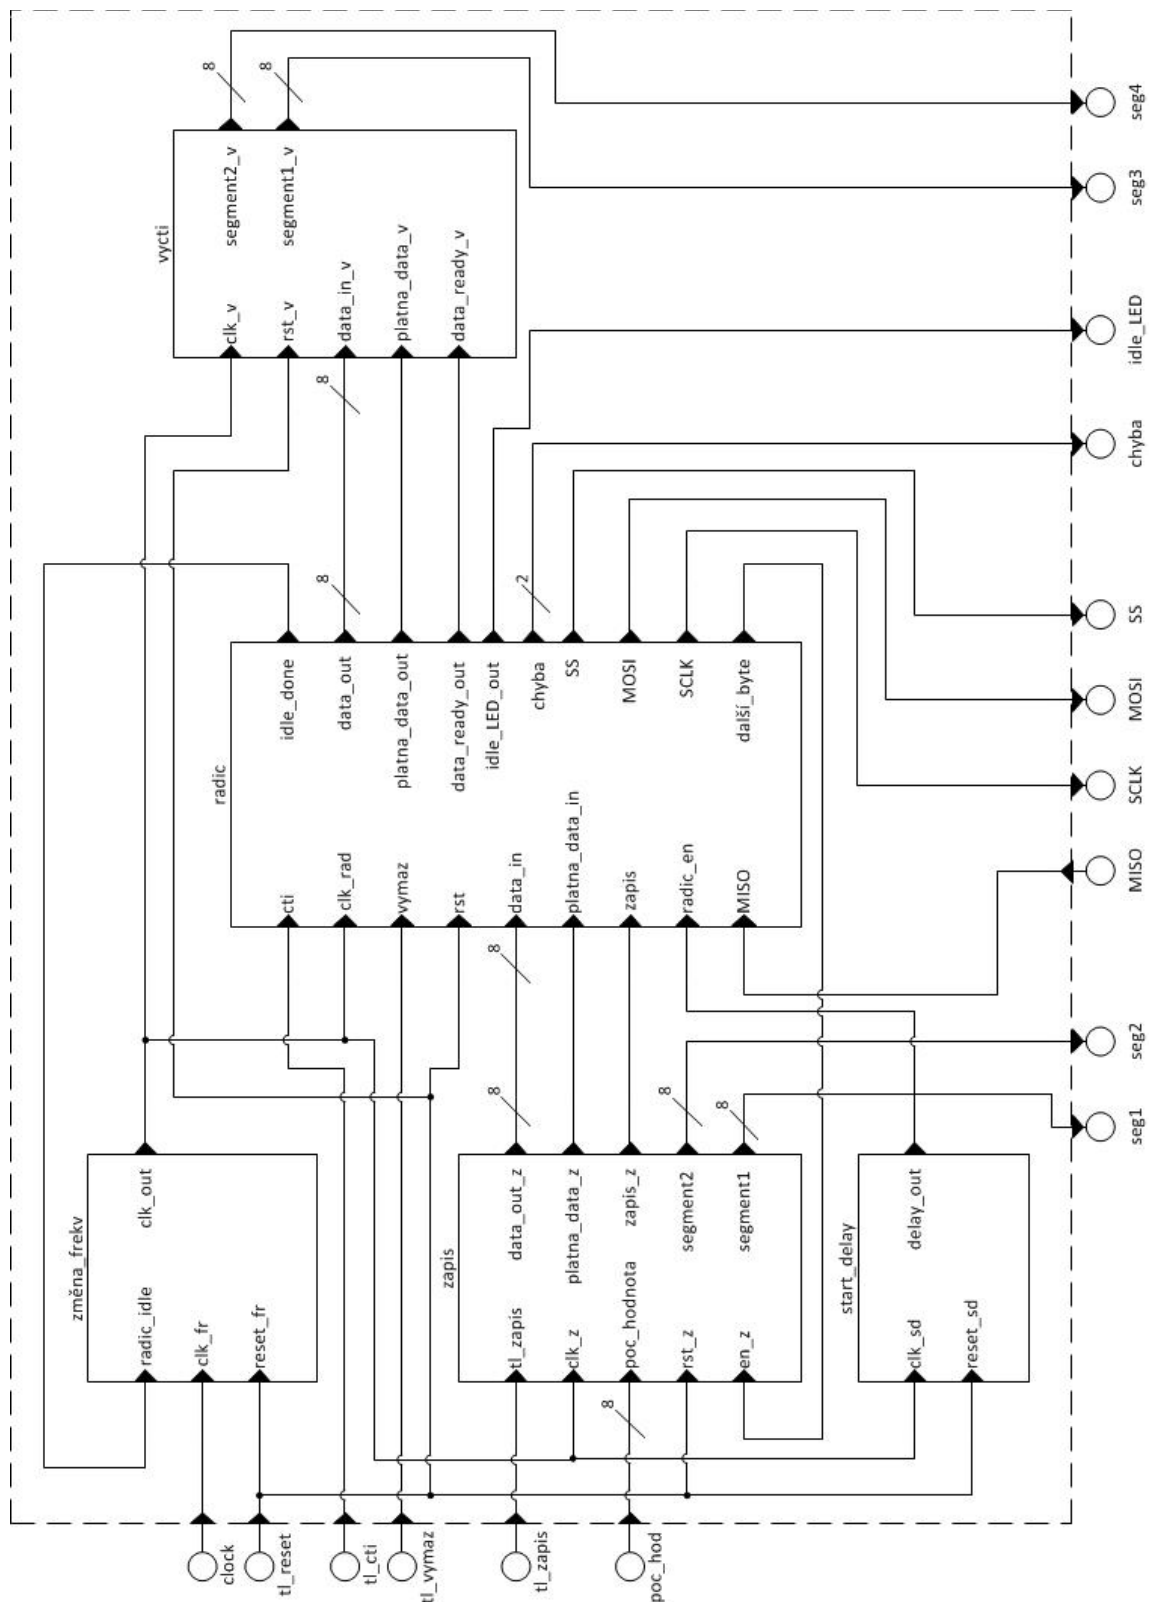 změna_frekv
radic_idle
clk_fr
reset_fr
clk_out
zapis
tl_zapis
clk_z
poc_hodnota
rst_z
en_z
data_out_z
platna_data_z
zapis_z
segment2
segment1
start_delay
clk_sd
reset_sd
delay_out
radic
cti
clk_rad
vymaz
rst
data_in
platna_data_in
zapis
radic_en
MISO
idle_done
data_out
platna_data_out
data_ready_out
idle_LED_out
chyba
SS
MOSI
SCLK
další_byte
vycti
clk_v
rst_v
data_in_v
platna_data_v
data_ready_v
segment2_v
segment1_v
8
8
8
8
8
8
8
8
8
2
clock
tl_reset
tl_cti
tl_vymaz
tl_zapis
poc_hod
seg1
seg2
MISO
SCLK
MOSI
SS
chyba
idle_LED
seg3
seg4